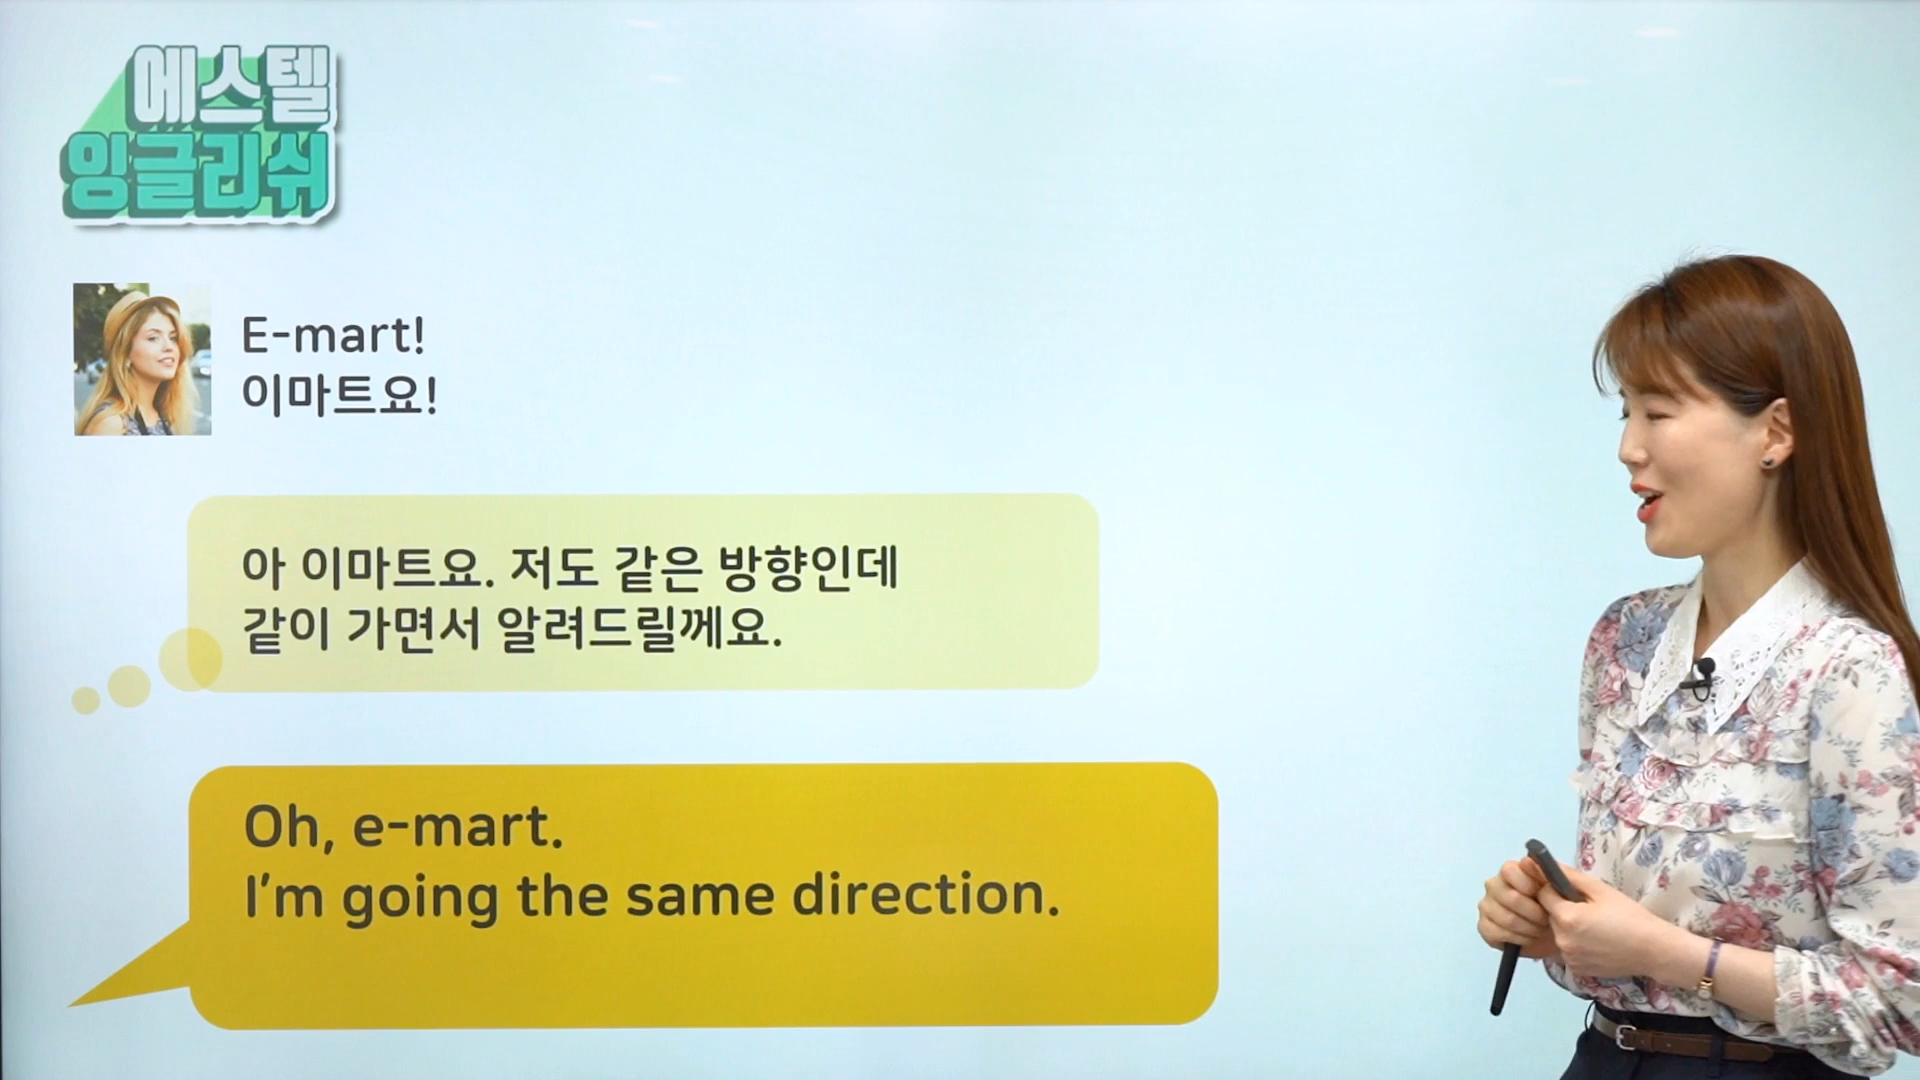 에스텔
잉글리쉬
E-mart!
이마트요!
아 이마트요. 저도 같은 방향인데
같이 가면서 알려드릴께요.
Oh, e-mart.
I'm going the same direction.